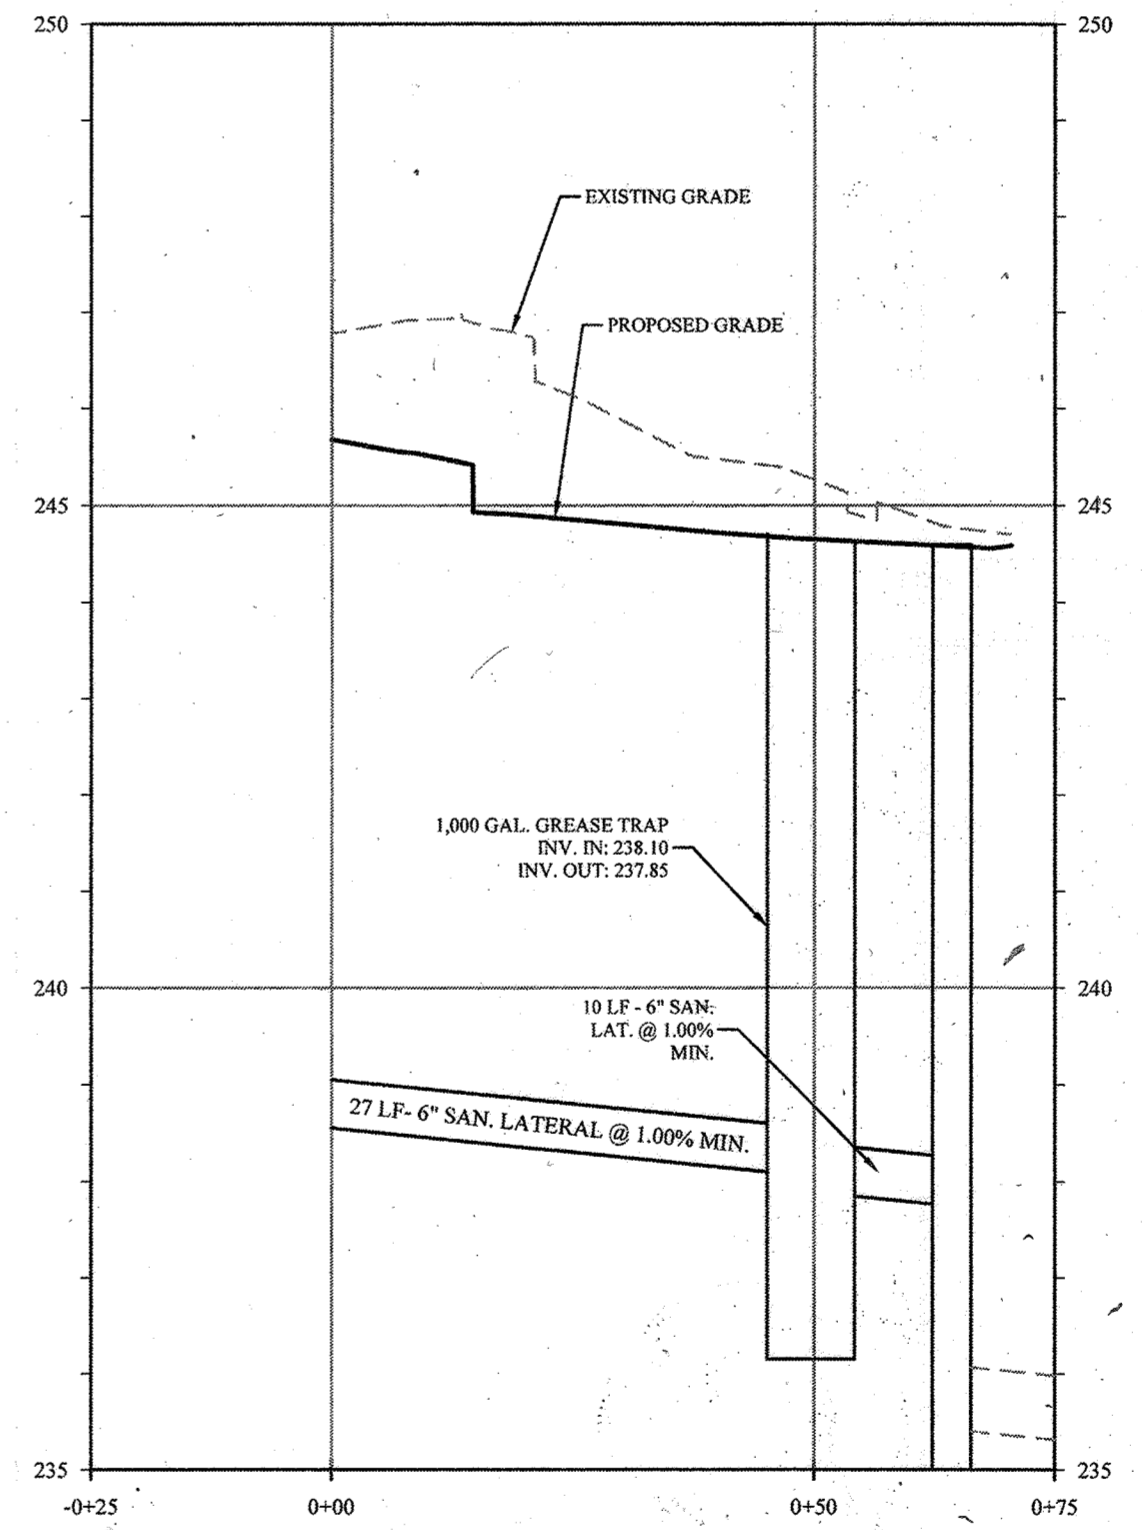 250
250
EXISTING GRADE
PROPOSED GRADE
245
245
1,000 GAL. GREASE TRAP
INV. IN: 238.10
INV. OUT: 237.85
240
240
10 LF - 6" SAN.
LAT. @ 1.00%
MIN.
27 LF- 6" SAN. LATERAL @ 1.00% MIN.
235
235
-0+25
0+00
0+50
0+75